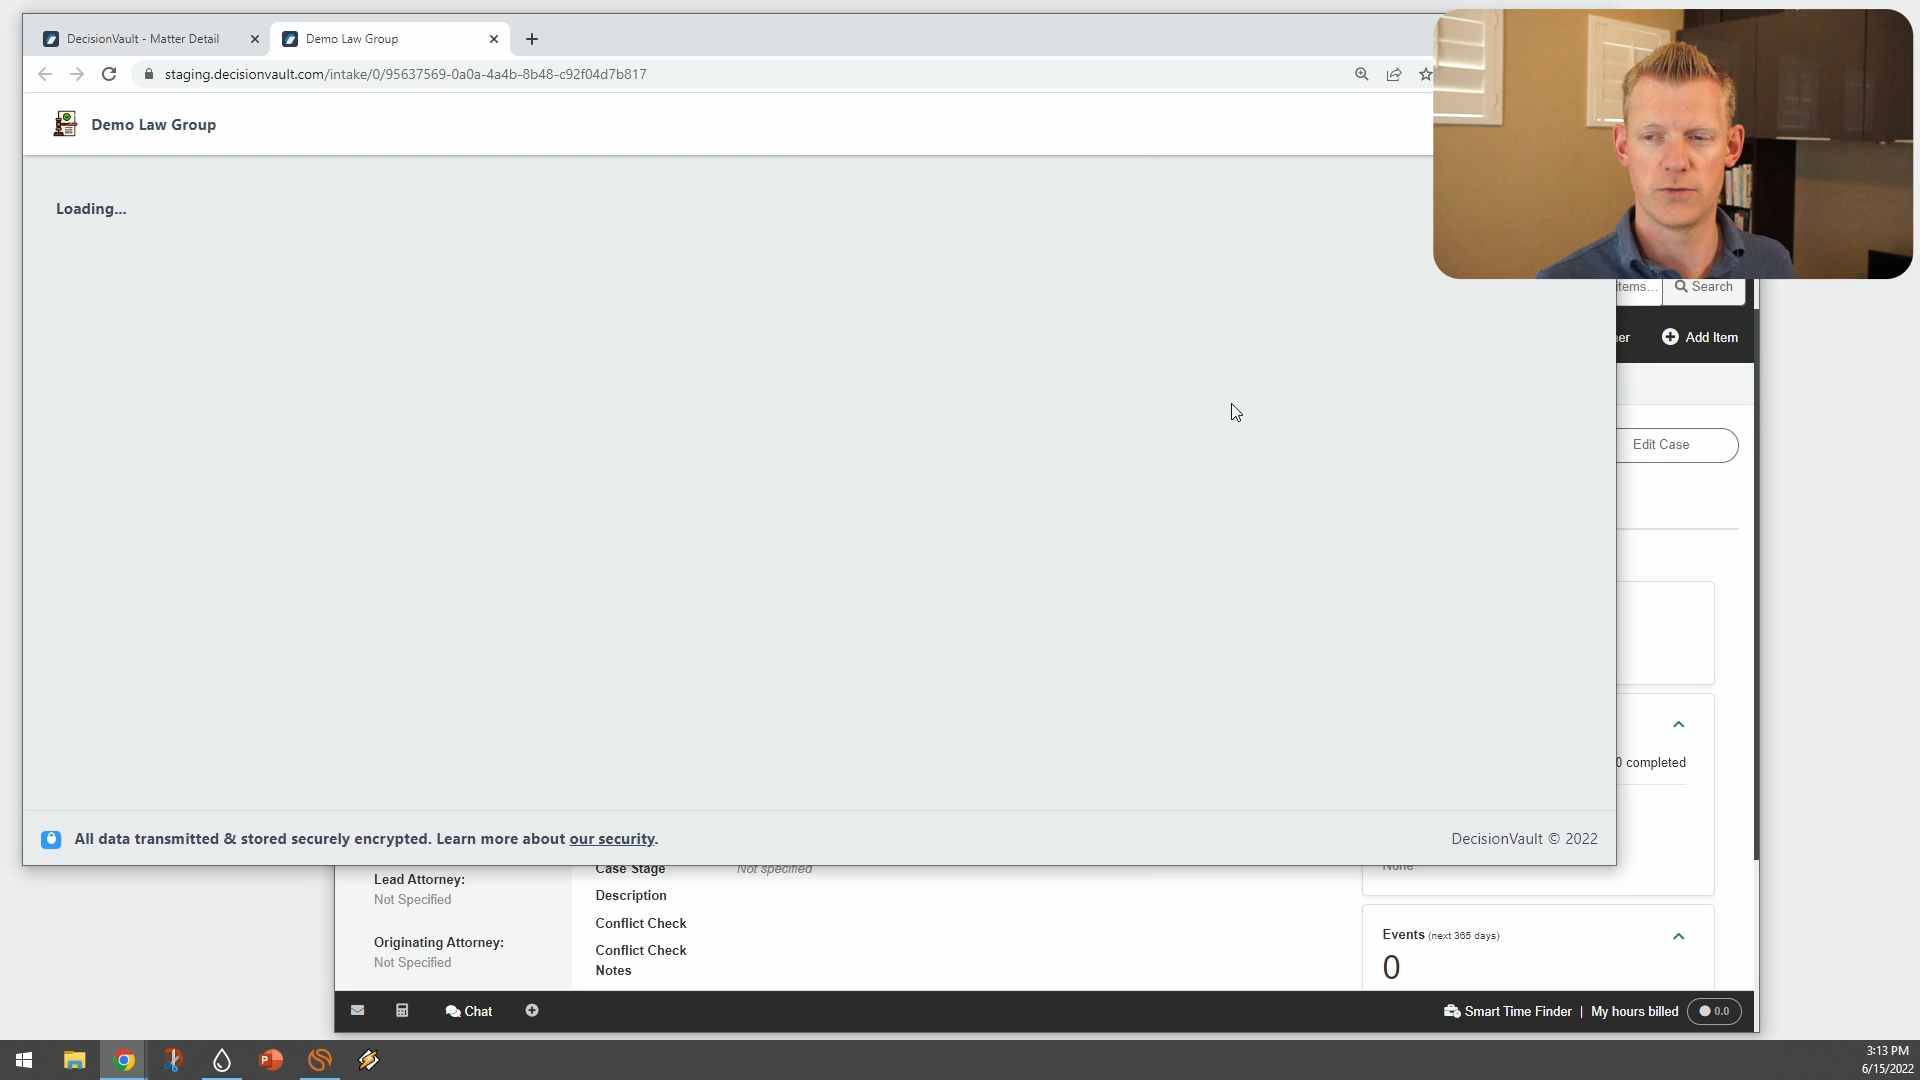 DecisionVault - Matter Detail
Demo Law Group
staging.decisionvault.com/intake/0/95637569-0a0a-4a4b-8b48-c92f04d7b817
Demo Law Group
Loading...
Search
Add Item
Edit Case
0 completed
All data transmitted & stored securely encrypted. Learn more about our security.
DecisionVault © 2022
Case Stage
Not specified
None
Lead Attorney:
Not Specified
Description
Conflict Check
Originating Attorney:
Not Specified
Conflict Check
Notes
Events (next 365 days)
0
Chat
Smart Time Finder | My hours billed
0.0
3:13 PM
6/15/2022